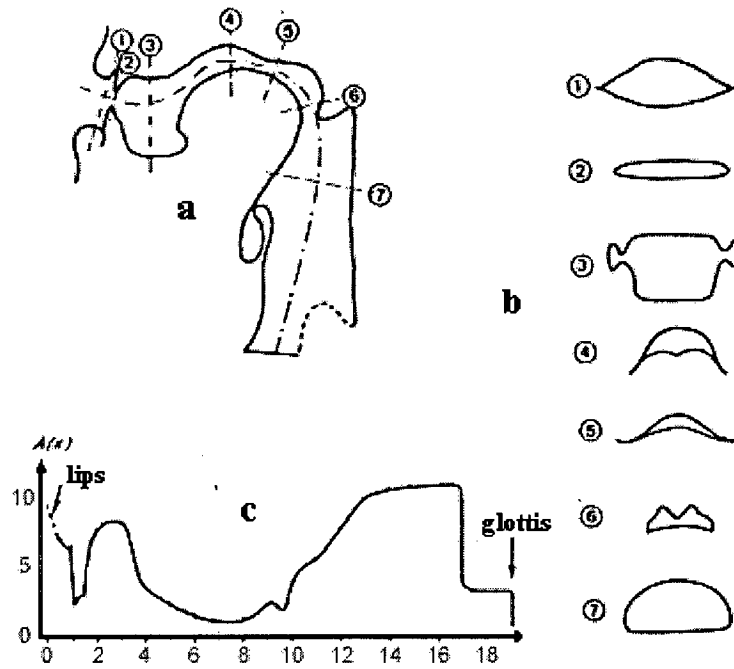 ① ② ③ ④ ⑤ ⑥ ⑦
a
① ② ③ ④ ⑤ ⑥ ⑦
b
A(x)
lips
c
glottis
10
5
0
0 2 4 6 8 10 12 14 16 18